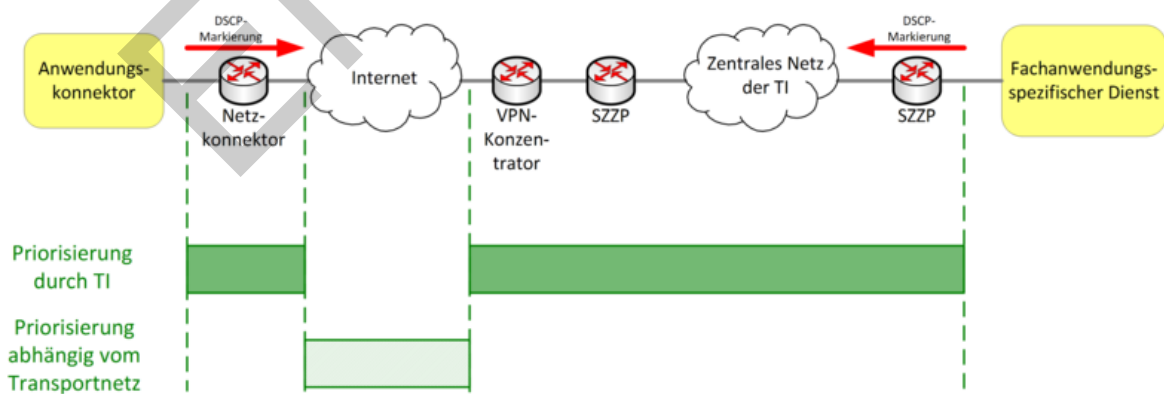 DSCP-
Markierung
DSCP-
Markierung
Anwendungs-
konnektor
Internet
Zentrales Netz
der TI
Fachanwendungs-
spezifischer Dienst
Netz-
konnektor
VPN-
Konzen-
trator
SZZP
SZZP
Priorisierung
durch TI
Priorisierung
abhängig vom
Transportnetz